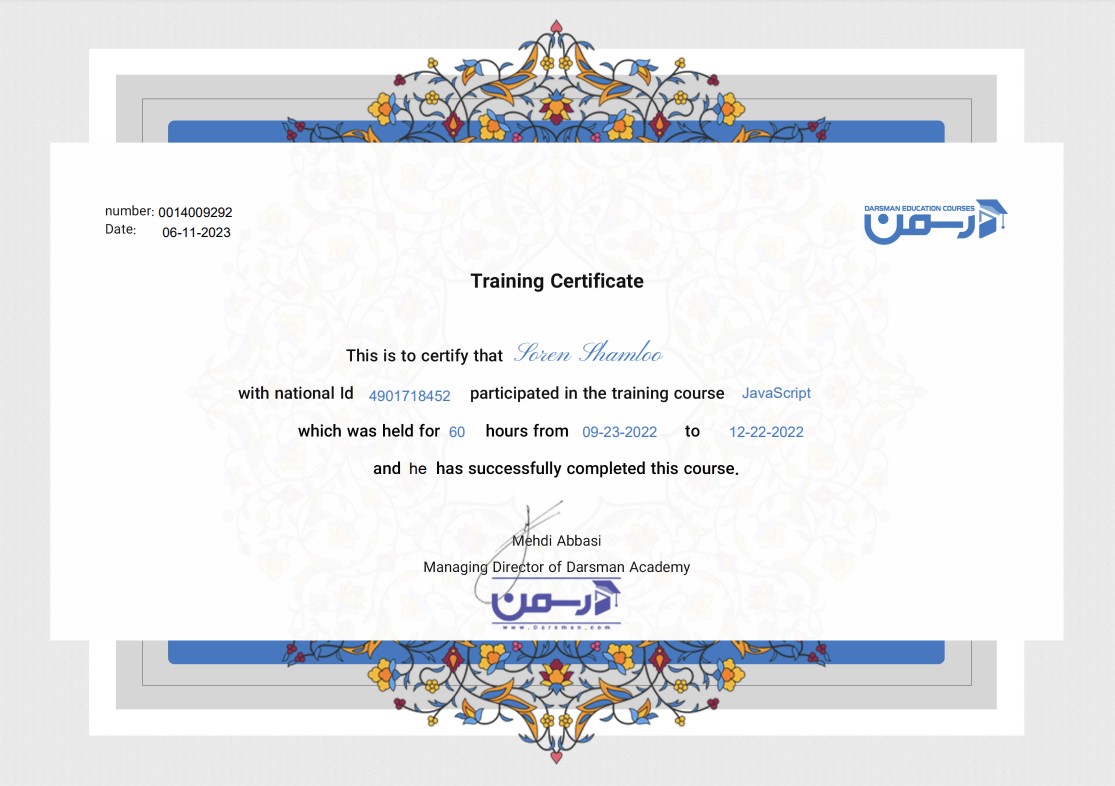 number: 0014009292
Date: 06-11-2023
DARSMAN EDUCATION COURSES
درسمن
Training Certificate
This is to certify that Soren Shamloo
with national Id 4901718452 participated in the training course JavaScript
which was held for 60 hours from 09-23-2022 to 12-22-2022
and he has successfully completed this course.
Mehdi Abbasi
Managing Director of Darsman Academy
درسمن
www.Darsman.com